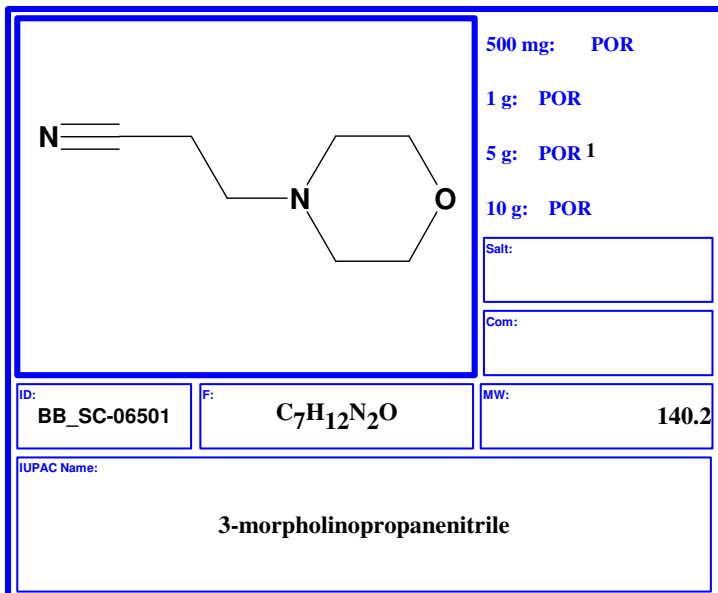 500 mg: POR
1 g: POR
5 g: POR 1
10 g: POR
N
N
O
Salt:
Com:
ID:
BB_SC-06501
F:
C7H12N2O
MW:
140.2
IUPAC Name:
3-morpholinopropanenitrile